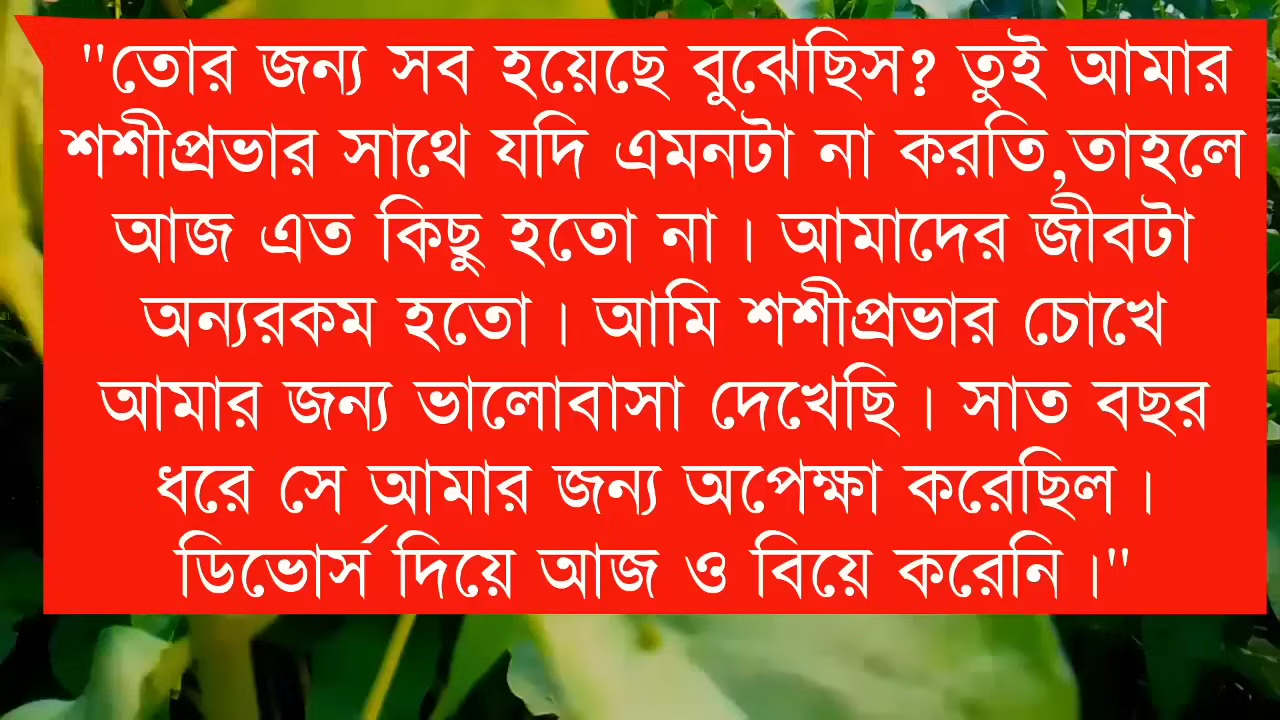 "তোর জন্য সব হয়েছে বুঝেছিস? তুই আমার
শশীপ্রভার সাথে যদি এমনটা না করতি,তাহলে
আজ এত কিছু হতো না। আমাদের জীবটা
অন্যরকম হতো। আমি শশীপ্রভার চোখে
আমার জন্য ভালোবাসা দেখেছি। সাত বছর
ধরে সে আমার জন্য অপেক্ষা করেছিল।
ডিভোর্স দিয়ে আজ ও বিয়ে করেনি।"